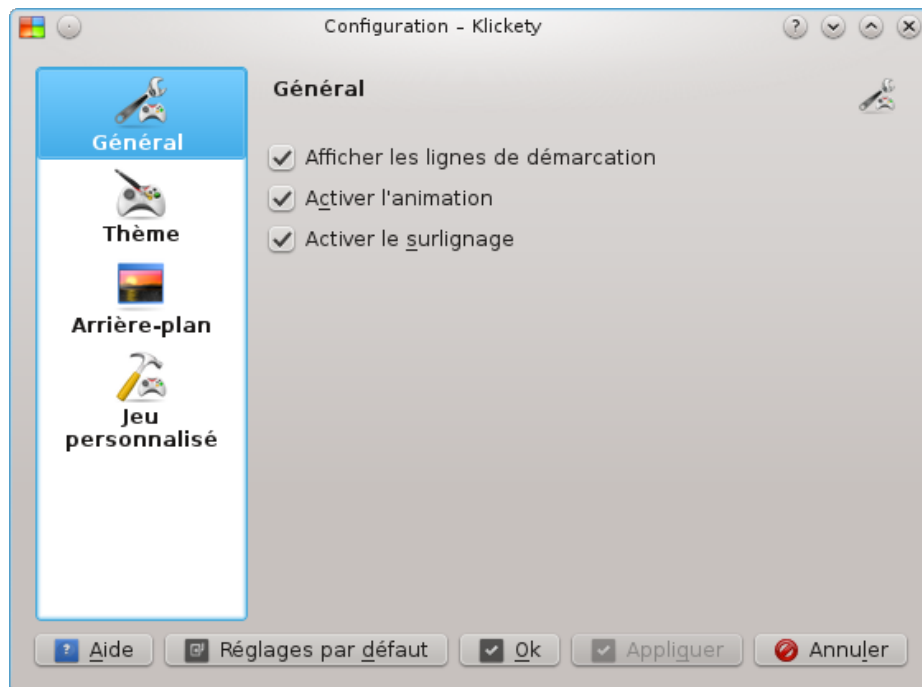 Configuration – Klickety
Général
Thème
Arrière-plan
Jeu
personnalisé
Général
Afficher les lignes de démarcation
Activer l'animation
Activer le surlignage
Aide
Réglages par défaut
Ok
Appliquer
Annuler